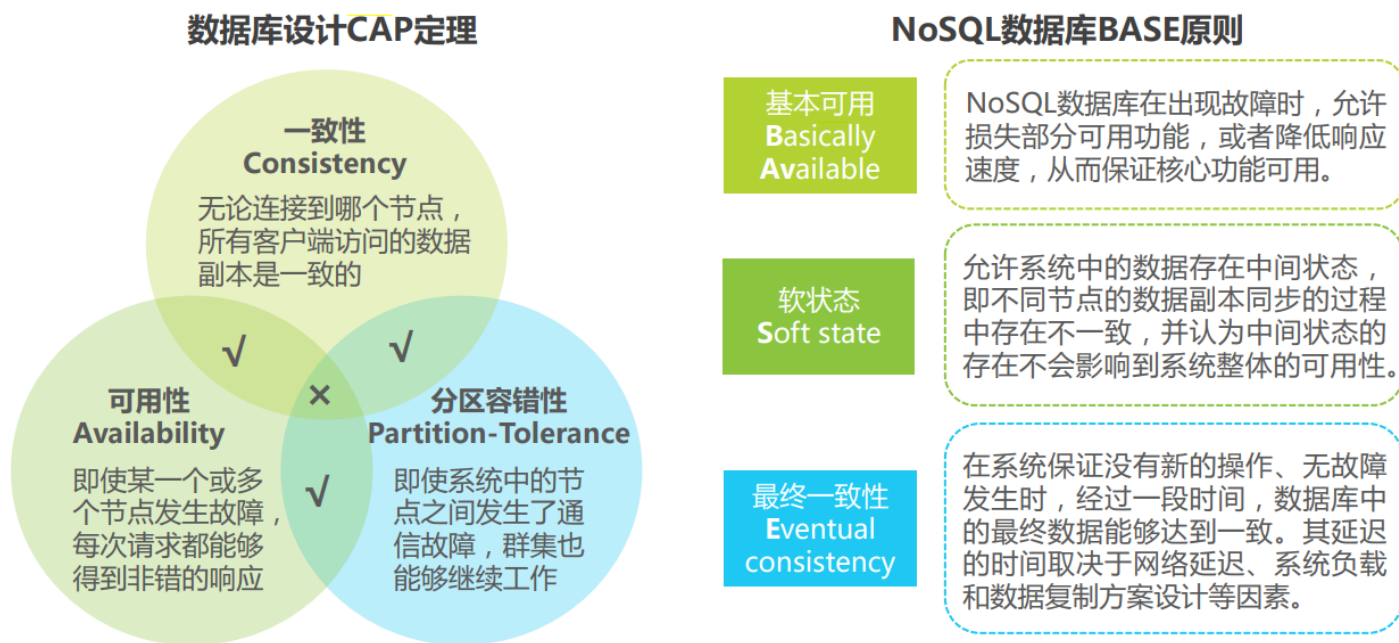 数据库设计CAP定理
一致性
Consistency
无论连接到哪个节点，
所有客户端访问的数据
副本是一致的
√
√
×
可用性
Availability
即使某一个或多
个节点发生故障，
每次请求都能够
得到非错的响应
√
分区容错性
Partition-Tolerance
即使系统中的节
点之间发生了通
信故障，群集也
能够继续工作
NoSQL数据库BASE原则
基本可用
Basically
Available
NoSQL数据库在出现故障时，允许
损失部分可用功能，或者降低响应
速度，从而保证核心功能可用。
软状态
Soft state
允许系统中的数据存在中间状态，
即不同节点的数据副本同步的过程
中存在不一致，并认为中间状态的
存在不会影响到系统整体的可用性。
最终一致性
Eventual
consistency
在系统保证没有新的操作、无故障
发生时，经过一段时间，数据库中
的最终数据能够达到一致。其延迟
的时间取决于网络延迟、系统负载
和数据复制方案设计等因素。